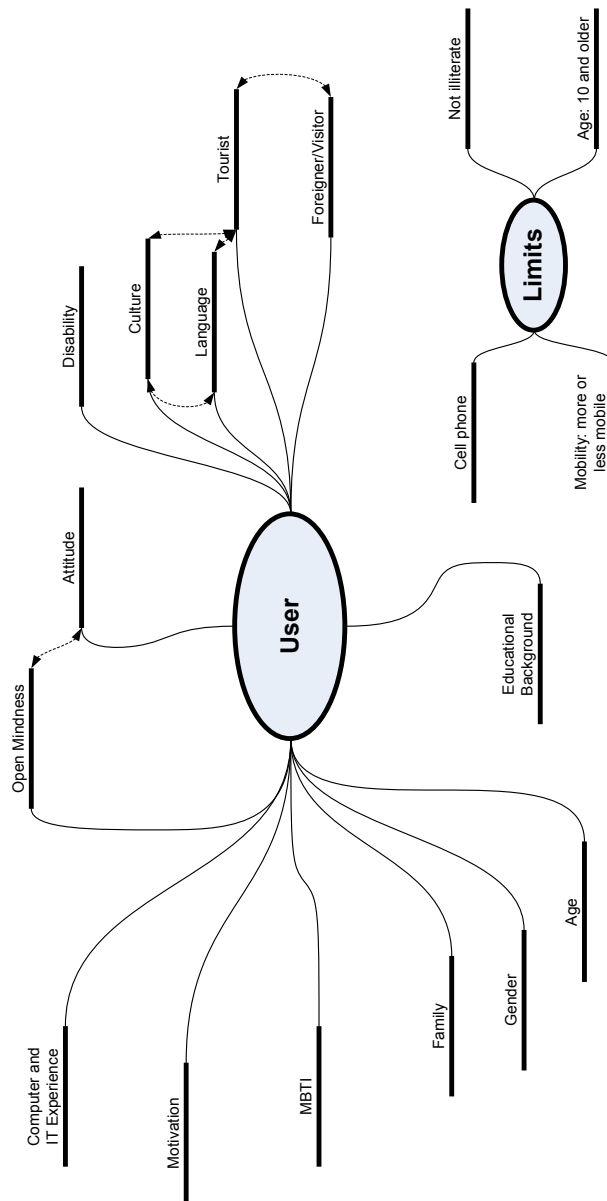 Computer and
IT Experience
Motivation
MBTI
Family
Gender
Age
Open Mindness
Attitude
User
Educational
Background
Disability
Culture
Language
Tourist
Foreigner/Visitor
Cell phone
Mobility: more or
less mobile
Limits
Not illiterate
Age: 10 and older